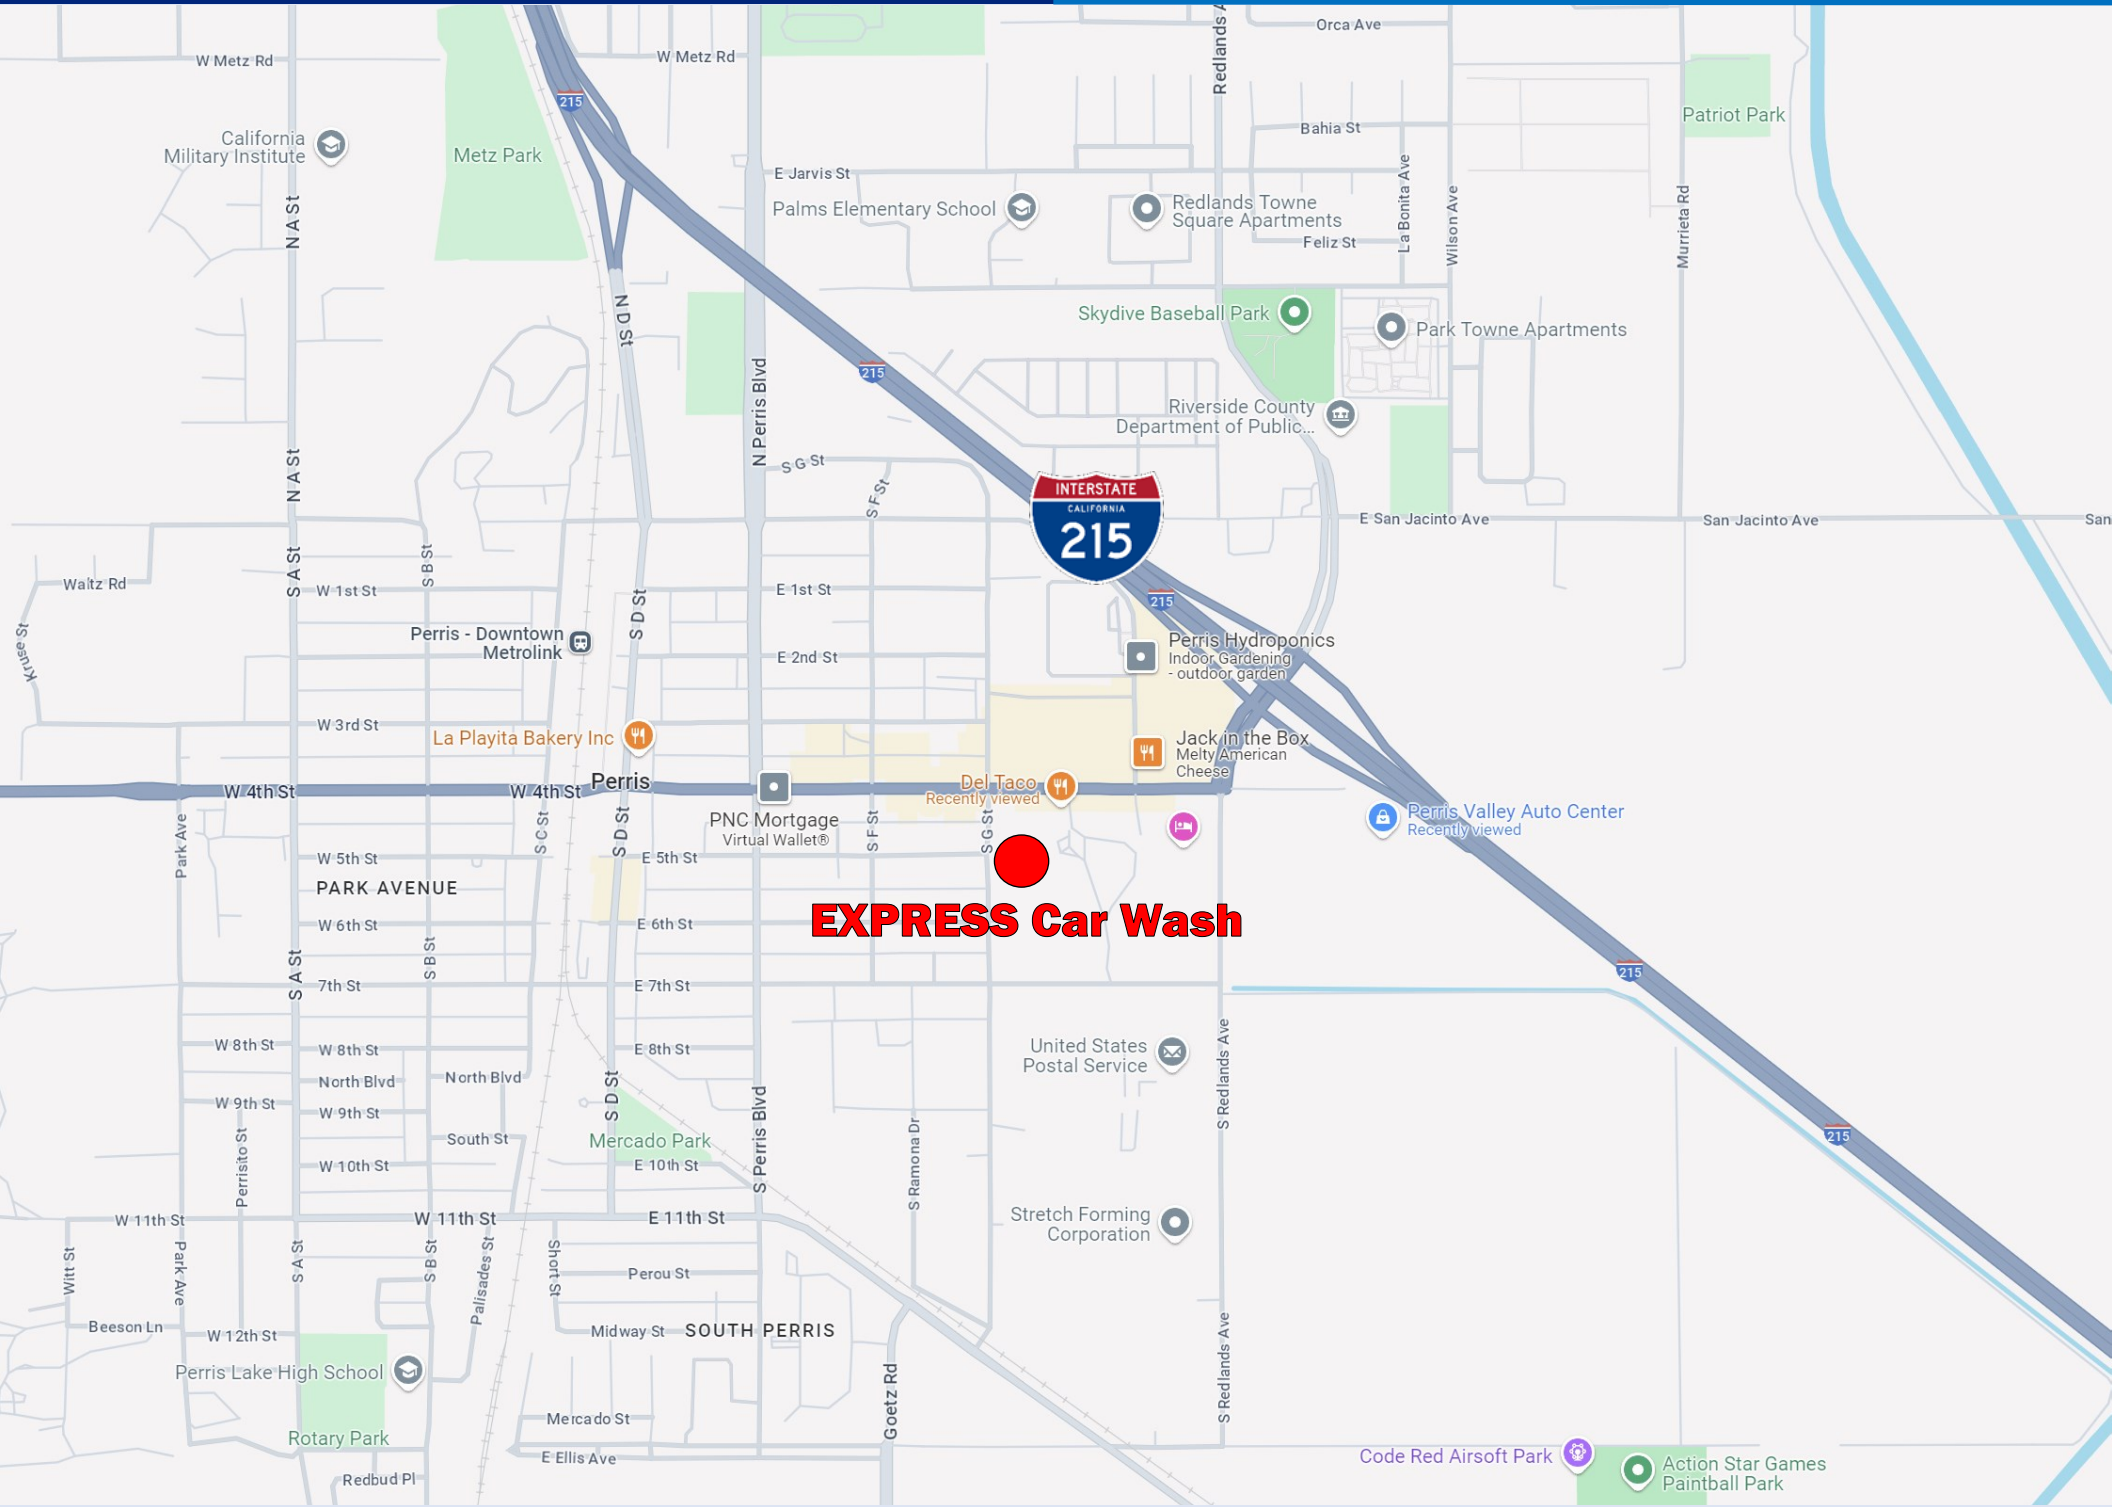 Redlands A
Orca Ave
W Metz Rd
W Metz Rd
215
Patriot Park
California
Military Institute
Metz Park
Bahia St
E Jarvis St
Palms Elementary School
Redlands Towne
Square Apartments
La Bonita Ave
Wilson Ave
Murrieta Rd
N A St
Feliz St
N D St
Skydive Baseball Park
Park Towne Apartments
215
N Perris Blvd
Riverside County
Department of Public...
S G St
N A St
S F St
INTERSTATE
CALIFORNIA
215
E San Jacinto Ave
San Jacinto Ave
San
S A St
S B St
Waltz Rd
W 1st St
E 1st St
215
S D St
Kruse St
Perris - Downtown
Metrolink
E 2nd St
Perris Hydroponics
Indoor Gardening
- outdoor garden
W 3rd St
La Playita Bakery Inc
Jack in the Box
Melty American
Cheese
Perris
W 4th St
W 4th St
Del Taco
Recently viewed
PNC Mortgage
Virtual Wallet®
Perris Valley Auto Center
Recently viewed
Park Ave
S C St
S D St
S F St
S G St
W 5th St
E 5th St
PARK AVENUE
W 6th St
E 6th St
EXPRESS Car Wash
S A St
S B St
215
7th St
E 7th St
W 8th St
W 8th St
E 8th St
United States
Postal Service
S Redlands Ave
North Blvd
North Blvd
S D St
W 9th St
W 9th St
S Perris Blvd
215
South St
Mercado Park
Perrisito St
W 10th St
E 10th St
S Ramona Dr
W 11th St
W 11th St
E 11th St
Stretch Forming
Corporation
Witt St
Park Ave
S A St
S B St
Palisades St
Short St
Perou St
Beeson Ln
W 12th St
Midway St
SOUTH PERRIS
Perris Lake High School
Goetz Rd
S Redlands Ave
Mercado St
Rotary Park
E Ellis Ave
Redbud Pl
Code Red Airsoft Park
Action Star Games
Paintball Park